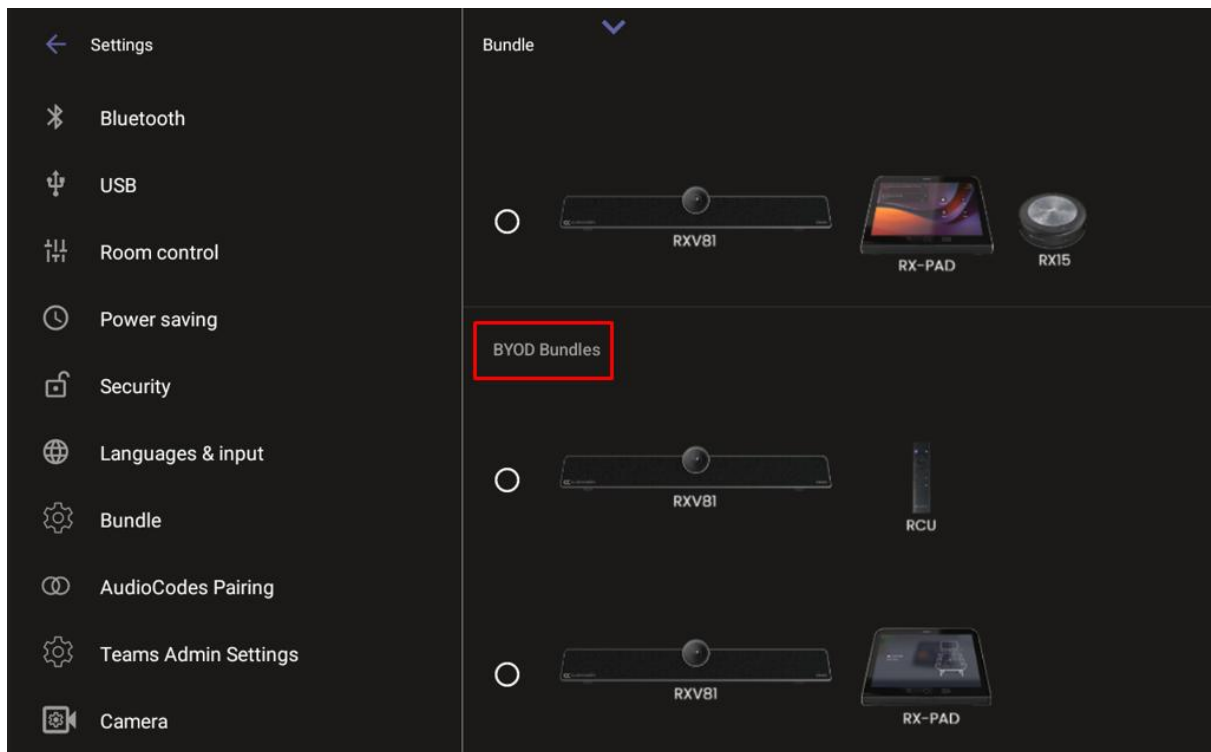 Settings
Bluetooth
USB
Room control
Power saving
Security
Languages & input
Bundle
AudioCodes Pairing
Teams Admin Settings
Camera
Bundle
RXV81
RX-PAD
RX15
BYOD Bundles
RXV81
RCU
RXV81
RX-PAD